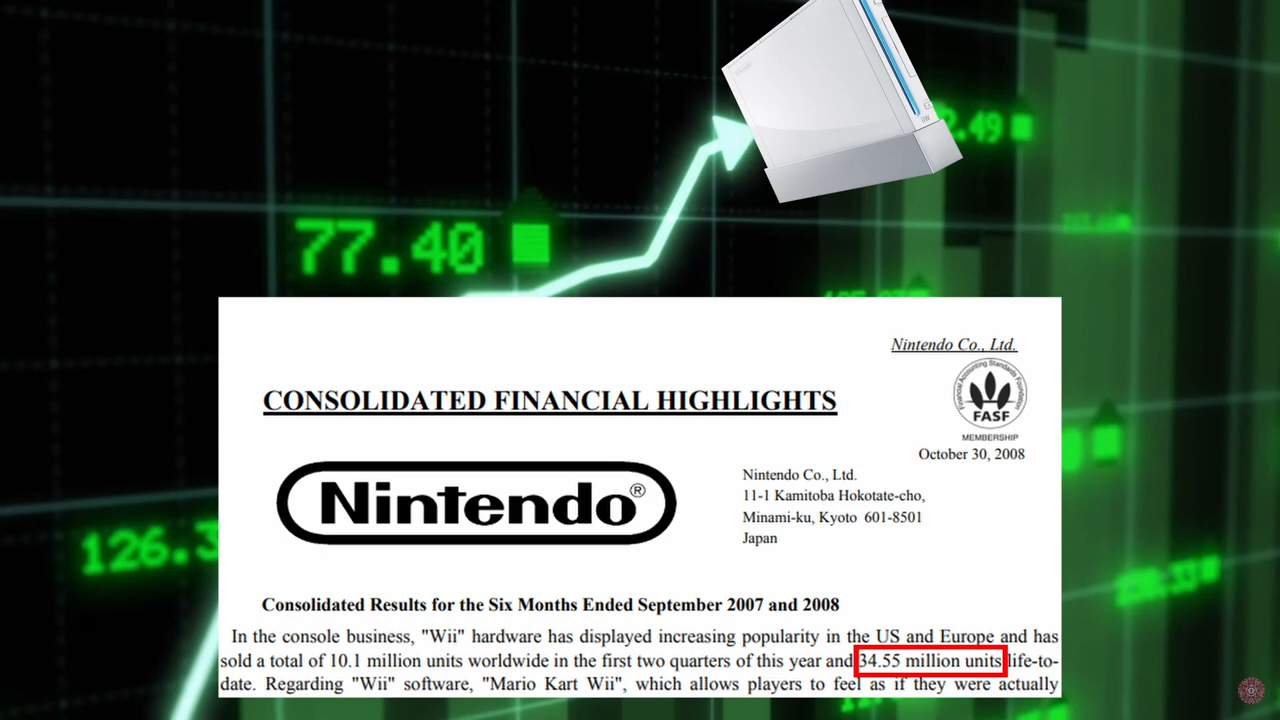 2.49
77.40
Nintendo Co., Ltd.
Financial Accounting Standards Foundation
FASF
MEMBERSHIP
CONSOLIDATED FINANCIAL HIGHLIGHTS
October 30, 2008
Nintendo®
Nintendo Co., Ltd.
11-1 Kamitoba Hokotate-cho,
Minami-ku, Kyoto 601-8501
Japan
126.3
Consolidated Results for the Six Months Ended September 2007 and 2008
In the console business, "Wii" hardware has displayed increasing popularity in the US and Europe and has
sold a total of 10.1 million units worldwide in the first two quarters of this year and 34.55 million units life-to-
date. Regarding "Wii" software, "Mario Kart Wii", which allows players to feel as if they were actually